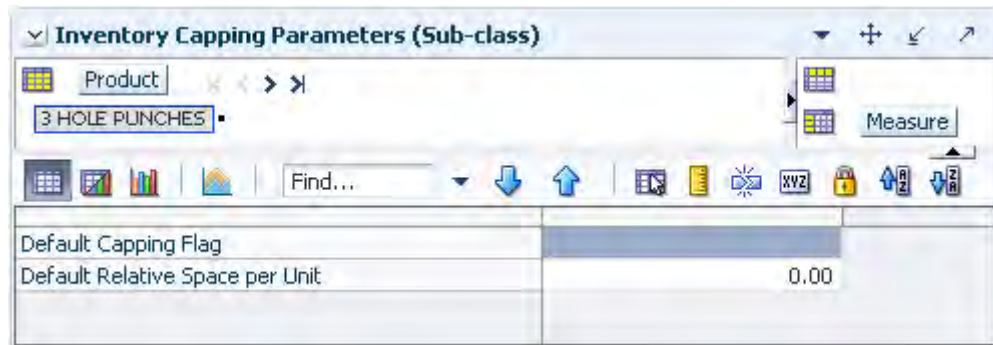 Inventory Capping Parameters (Sub-class)
Product
3 HOLE PUNCHES
Measure
Find...
XYZ
A
Z
Z
A
Default Capping Flag
Default Relative Space per Unit 0.00